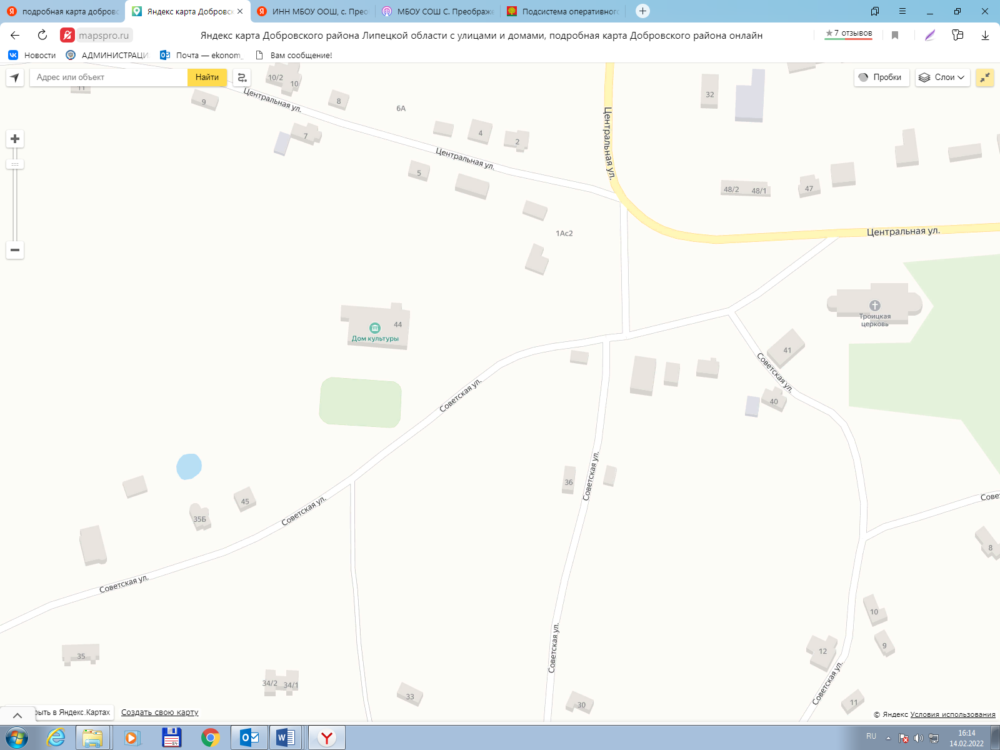 подробная карта добровс
Яндекс карта Добровск
ИНН МБОУ ООШ, с. Прео
МБОУ СОШ С. Преображе
Подсистема оперативного
mapspro.ru
Яндекс карта Добровского района Липецкой области с улицами и домами, подробная карта Добровского района онлайн
★7 отзывов
Новости
АДМИНИСТРАЦИ
Почта — ekonom_
Вам сообщение!
Адрес или объект
Найти
Пробки
Слои
11
9
10/2
10
Центральная ул.
8
6А
7
4
2
Центральная ул.
5
Центральная ул.
32
48/2
48/1
47
1Ас2
Центральная ул.
44
Дом культуры
Троицкая
церковь
41
Советская ул.
40
Советская ул.
36
Советская ул.
45
35Б
Советская ул.
Советская ул.
Сове
8
10
9
12
Советская ул.
11
35
34/2
34/1
33
30
Советская ул.
рыть в Яндекс.Картах
Создать свою карту
© Яндекс Условия использования
RU
16:14
14.02.2022